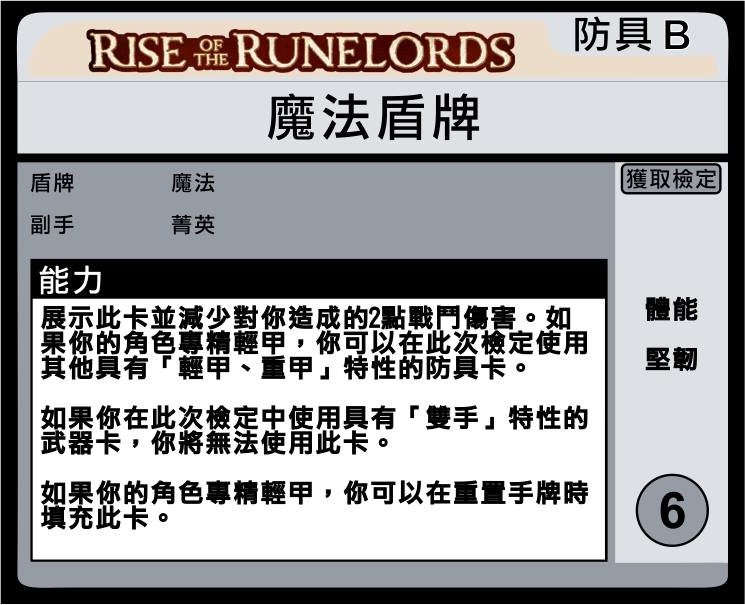 RISE OF THE RUNELORDS
防具 B
魔法盾牌
盾牌 魔法
獲取檢定
副手 菁英
能力
展示此卡並減少對你造成的2點戰鬥傷害。如
果你的角色專精輕甲，你可以在此次檢定使用
其他具有「輕甲、重甲」特性的防具卡。
如果你在此次檢定中使用具有「雙手」特性的
武器卡，你將無法使用此卡。
如果你的角色專精輕甲，你可以在重置手牌時
填充此卡。
體能
堅韌
6